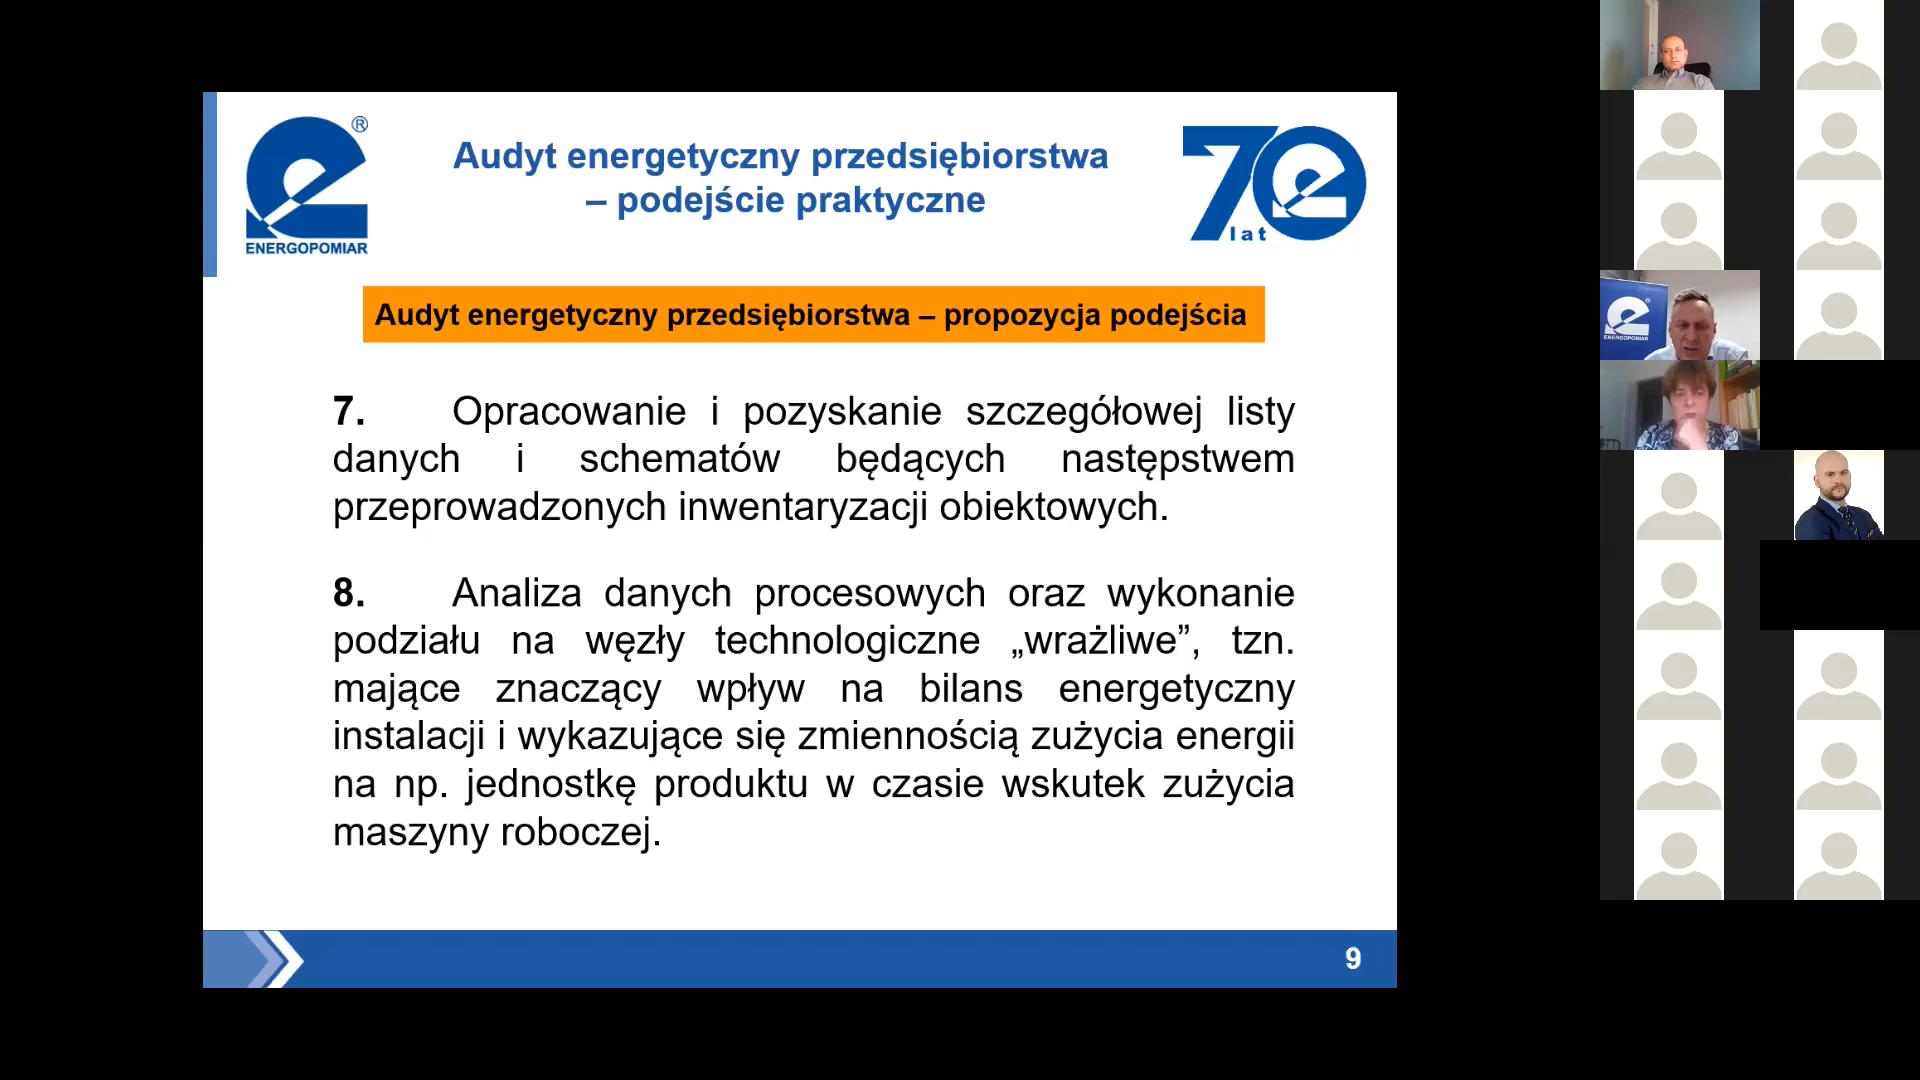 ®
ENERGOPOMIAR
Audyt energetyczny przedsiębiorstwa
– podejście praktyczne
70
lat
Audyt energetyczny przedsiębiorstwa – propozycja podejścia
7. Opracowanie i pozyskanie szczegółowej listy
danych i schematów będących następstwem
przeprowadzonych inwentaryzacji obiektowych.
8. Analiza danych procesowych oraz wykonanie
podziału na węzły technologiczne „wrażliwe”, tzn.
mające znaczący wpływ na bilans energetyczny
instalacji i wykazujące się zmiennością zużycia energii
na np. jednostkę produktu w czasie wskutek zużycia
maszyny roboczej.
9
ENERGOPOMIAR